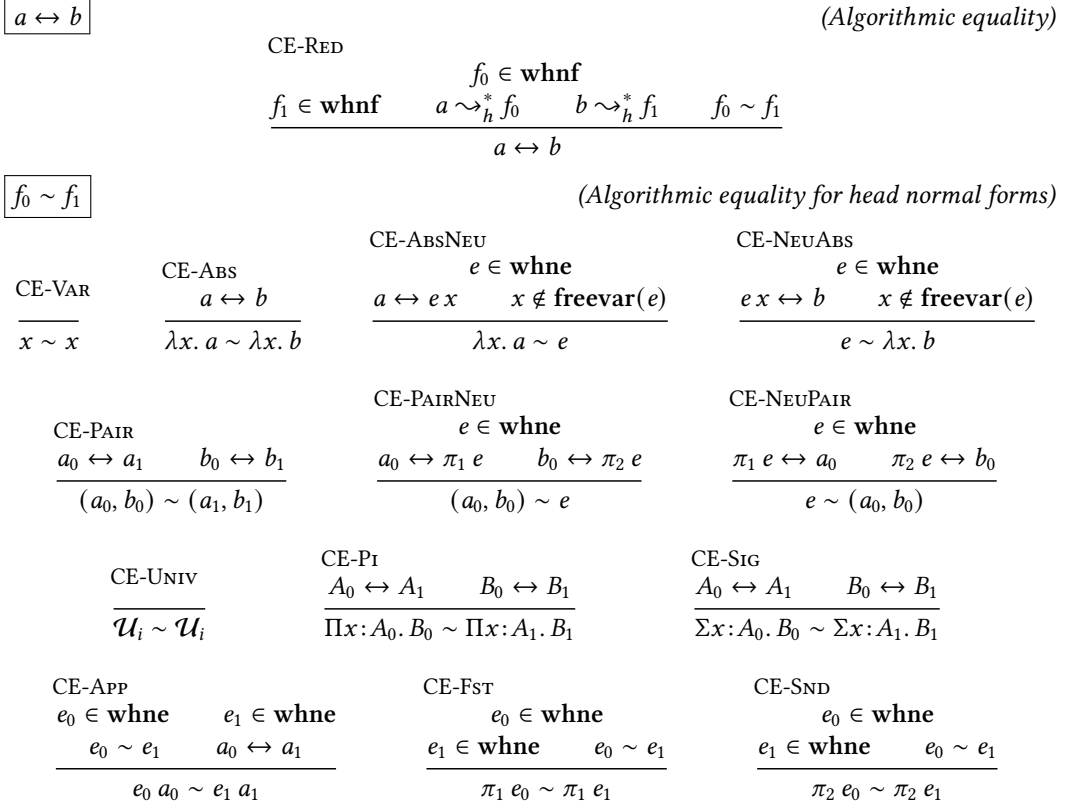 a ↔ b (Algorithmic equality)
CE-Red
f₀ ∈ whnf
f₁ ∈ whnf a ⇝*ₕ f₀ b ⇝*ₕ f₁ f₀ ∼ f₁
a ↔ b
f₀ ∼ f₁ (Algorithmic equality for head normal forms)
CE-Var
x ∼ x
CE-Abs
a ↔ b
λx. a ∼ λx. b
CE-AbsNeu
e ∈ whne
a ↔ e x x ∉ freevar(e)
λx. a ∼ e
CE-NeuAbs
e ∈ whne
e x ↔ b x ∉ freevar(e)
e ∼ λx. b
CE-Pair
a₀ ↔ a₁ b₀ ↔ b₁
(a₀, b₀) ∼ (a₁, b₁)
CE-PairNeu
e ∈ whne
a₀ ↔ π₁ e b₀ ↔ π₂ e
(a₀, b₀) ∼ e
CE-NeuPair
e ∈ whne
π₁ e ↔ a₀ π₂ e ↔ b₀
e ∼ (a₀, b₀)
CE-Univ
𝒰ᵢ ∼ 𝒰ᵢ
CE-Pi
A₀ ↔ A₁ B₀ ↔ B₁
Πx:A₀. B₀ ∼ Πx:A₁. B₁
CE-Sig
A₀ ↔ A₁ B₀ ↔ B₁
Σx:A₀. B₀ ∼ Σx:A₁. B₁
CE-App
e₀ ∈ whne e₁ ∈ whne
e₀ ∼ e₁ a₀ ↔ a₁
e₀ a₀ ∼ e₁ a₁
CE-Fst
e₀ ∈ whne
e₁ ∈ whne e₀ ∼ e₁
π₁ e₀ ∼ π₁ e₁
CE-Snd
e₀ ∈ whne
e₁ ∈ whne e₀ ∼ e₁
π₂ e₀ ∼ π₂ e₁